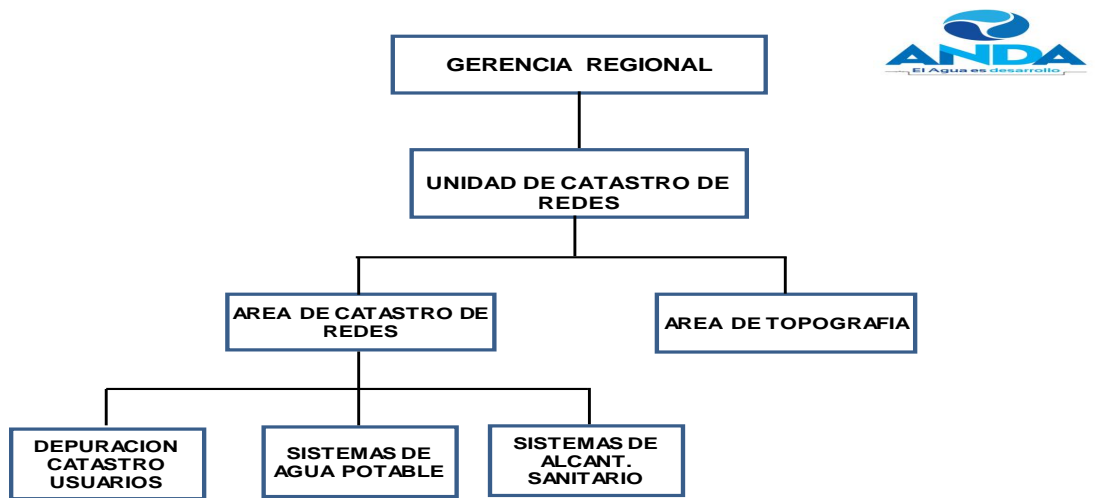 ANDA
El Agua es desarrollo
GERENCIA REGIONAL
UNIDAD DE CATASTRO DE
REDES
AREA DE CATASTRO DE
REDES
AREA DE TOPOGRAFIA
DEPURACION
CATASTRO
USUARIOS
SISTEMAS DE
AGUA POTABLE
SISTEMAS DE
ALCANT.
SANITARIO